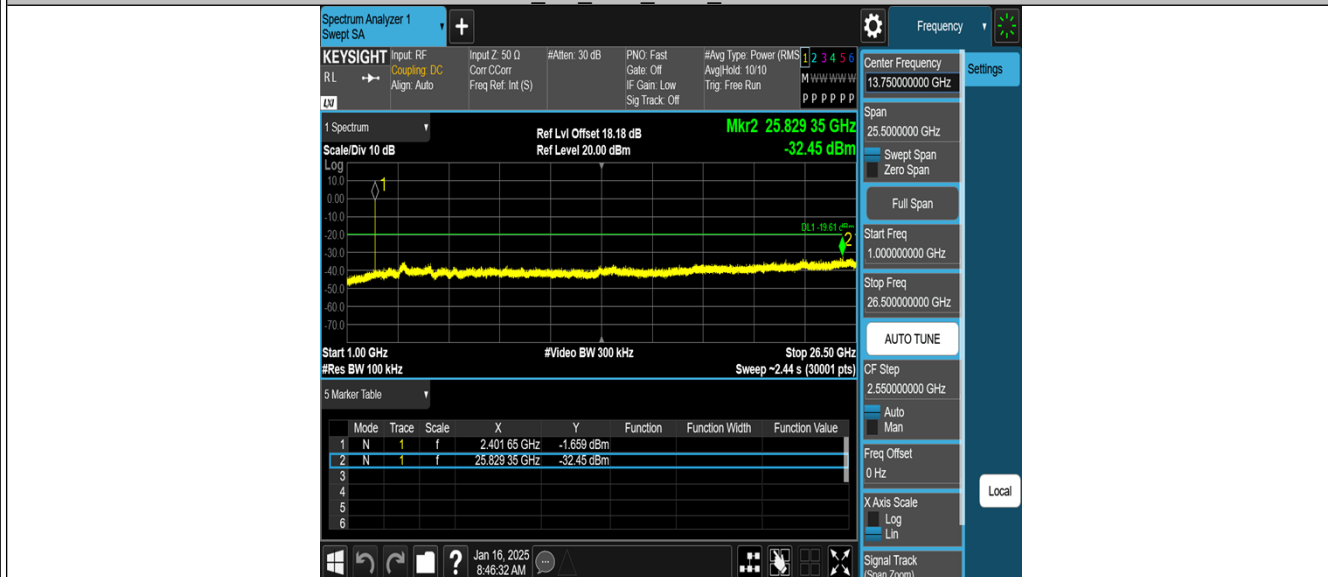 Spectrum Analyzer 1
Swept SA
+
Frequency
KEYSIGHT
Input: RF
Input Z: 50 Ω
#Atten: 30 dB
PNO: Fast
#Avg Type: Power (RMS
1 2 3 4 5 6
RL
Coupling: DC
Corr CCorr
Gate: Off
Avg|Hold: 10/10
M W W W W W
Align: Auto
Freq Ref: Int (S)
IF Gain: Low
Trig: Free Run
Sig Track: Off
P P P P P P
LXI
1 Spectrum
Ref Lvl Offset 18.18 dB
Mkr2 25.829 35 GHz
Scale/Div 10 dB
Ref Level 20.00 dBm
-32.45 dBm
Log
10.0
0.00
-10.0
-20.0
-30.0
-40.0
-50.0
-60.0
-70.0
1
DL1 -19.61 dBm
2
Start 1.00 GHz
#Video BW 300 kHz
Stop 26.50 GHz
#Res BW 100 kHz
Sweep ~2.44 s (30001 pts)
5 Marker Table
Mode Trace Scale X Y Function Function Width Function Value
1 N 1 f 2.401 65 GHz -1.659 dBm
2 N 1 f 25.829 35 GHz -32.45 dBm
3
4
5
6
?
Jan 16, 2025
8:46:32 AM
Center Frequency
13.750000000 GHz
Settings
Span
25.5000000 GHz
Swept Span
Zero Span
Full Span
Start Freq
1.000000000 GHz
Stop Freq
26.500000000 GHz
AUTO TUNE
CF Step
2.550000000 GHz
Auto
Man
Freq Offset
0 Hz
Local
X Axis Scale
Log
Lin
Signal Track
(Span Zoom)